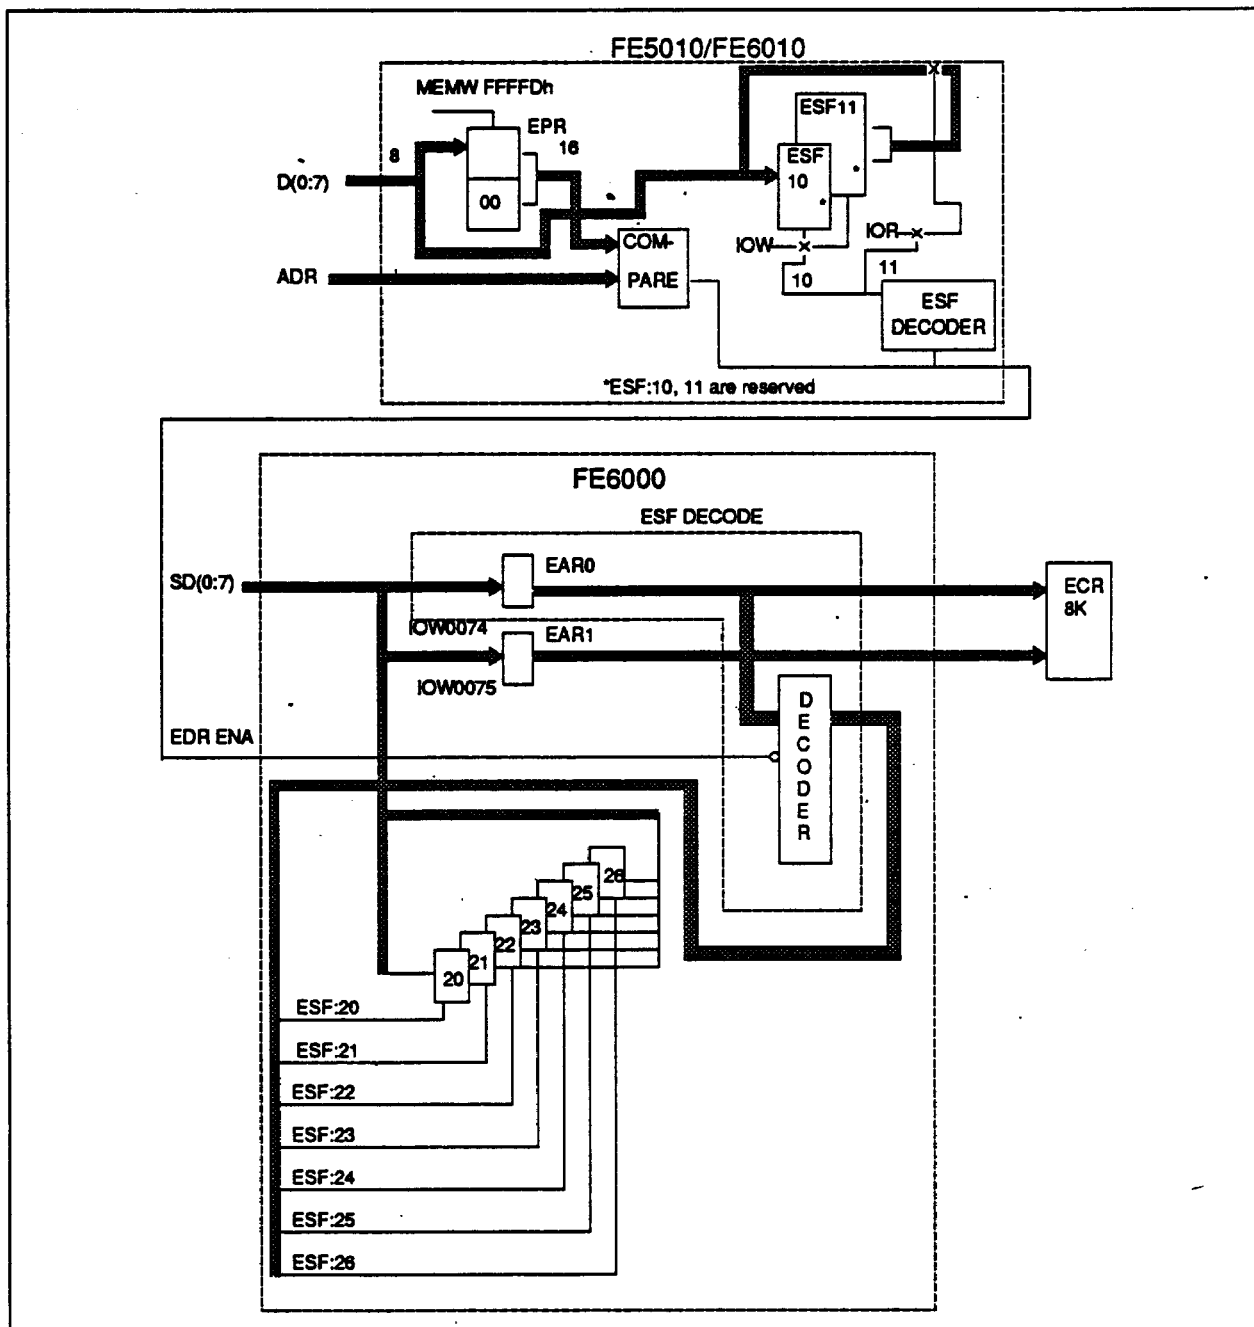 FE5010/FE6010
MEMW FFFFDh
EPR
8
16
D(0:7)
00
ESF11
*
ESF
10
*
IOW
IOR
COM-
PARE
ADR
10
11
ESF
DECODER
*ESF:10, 11 are reserved
FE6000
ESF DECODE
SD(0:7)
EAR0
ECR
8K
IOW0074
EAR1
IOW0075
DECODER
EDR ENA
26
25
24
23
22
21
20
ESF:20
ESF:21
ESF:22
ESF:23
ESF:24
ESF:25
ESF:26